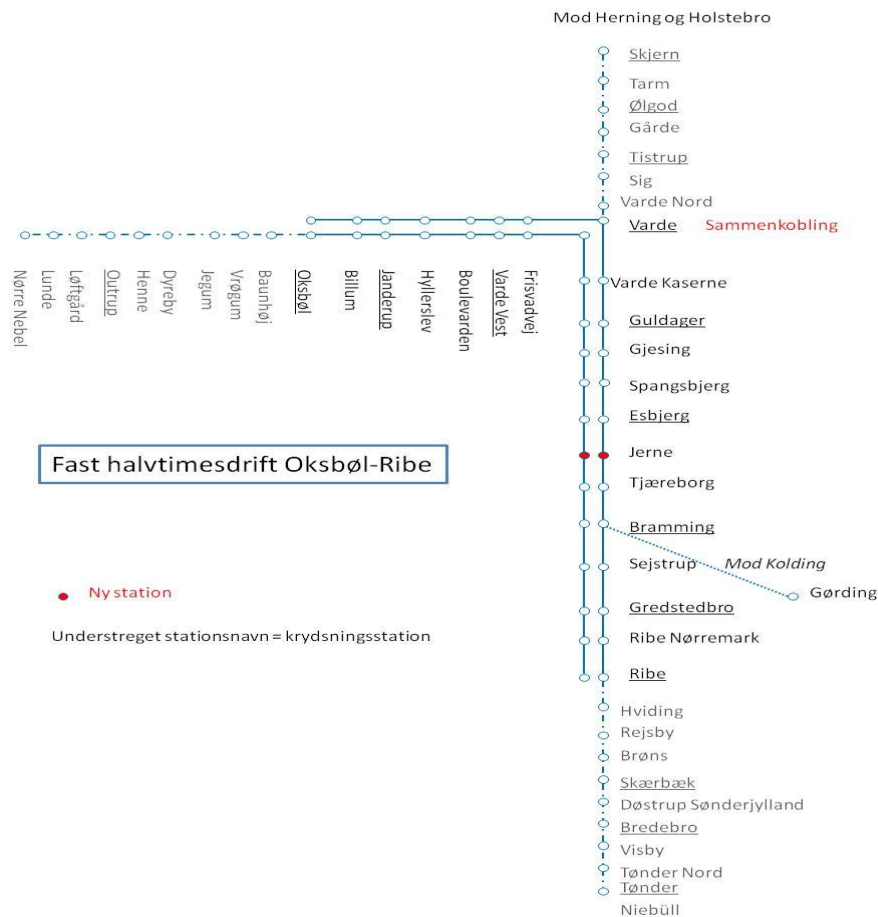 Mod Herning og Holstebro
Skjern
Tarm
Ølgod
Gårde
Tistrup
Sig
Varde Nord
Varde
Sammenkobling
Nørre Nebel
Lunde
Løftgård
Outrup
Henne
Dyreby
Jegum
Vrøgum
Baunhøj
Oksbøl
Billum
Janderup
Hyllerslev
Boulevarden
Varde Vest
Frisvadvej
Varde Kaserne
Guldager
Gjesing
Spangsbjerg
Esbjerg
Jerne
Tjæreborg
Bramming
Sejstrup
Mod Kolding
Gørding
Gredstedbro
Ribe Nørremark
Ribe
Hviding
Rejsby
Brøns
Skærbæk
Døstrup Sønderjylland
Bredebro
Visby
Tønder Nord
Tønder
Niebüll
Fast halvtimesdrift Oksbøl-Ribe
Ny station
Understreget stationsnavn = krydsningsstation